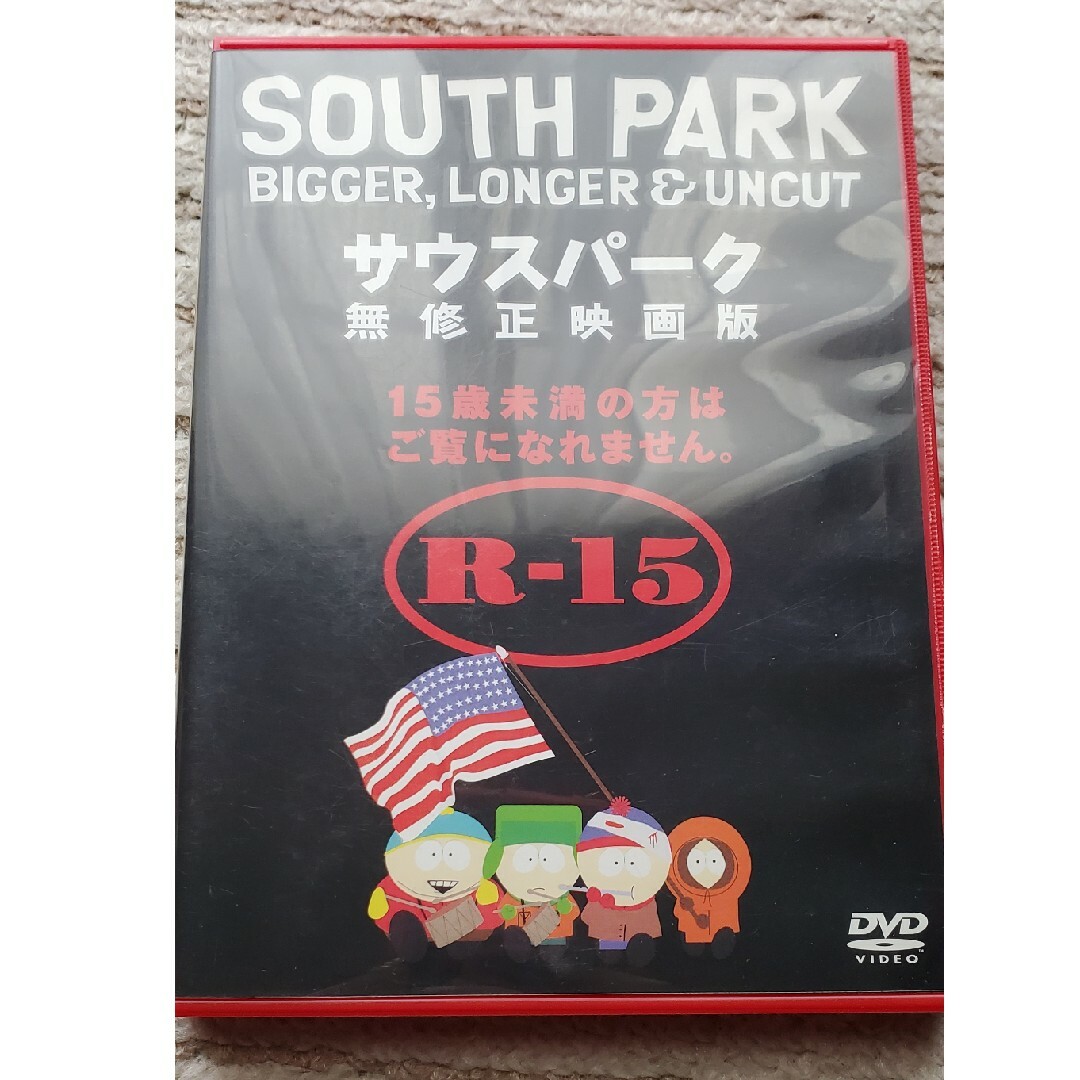 SOUTH PARK
BIGGER, LONGER & UNCUT
サウスパーク
無修正映画版
15歳未満の方は
ご覧になれません。
R-15
DVD
VIDEO